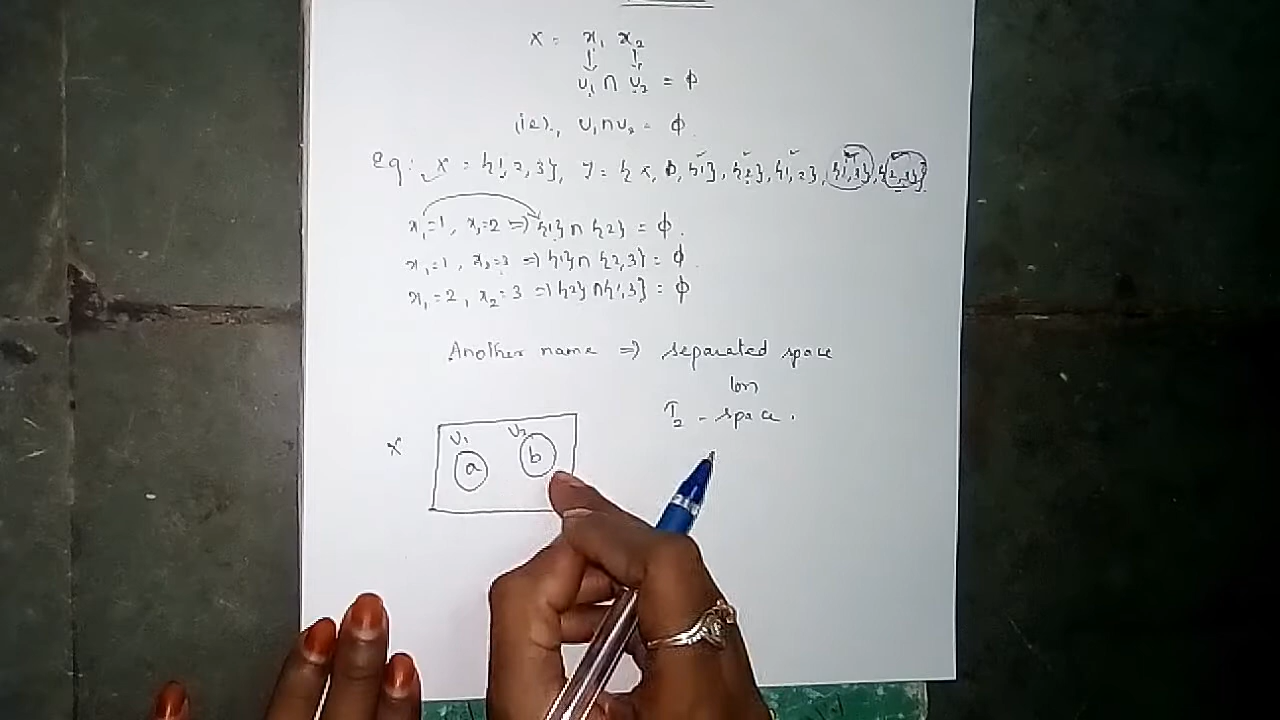 X = x₁ x₂
U₁ ∩ U₂ = ϕ
(ie)., U₁∩U₂ = ϕ.
Eg:, X = {1, 2, 3}, T = { X, ϕ, {1}, {2}, {1,2}, {1,3}, {2,3}}
x₁=1, x₂=2 ⇒ {1}∩{2} = ϕ.
x₁=1, x₂=3 ⇒ {1}∩{2,3} = ϕ.
x₁=2, x₂=3 ⇒ {2}∩{1,3} = ϕ
Another name ⇒ separated space
(or)
T₂ - space.
X
U₁ U₂
a b